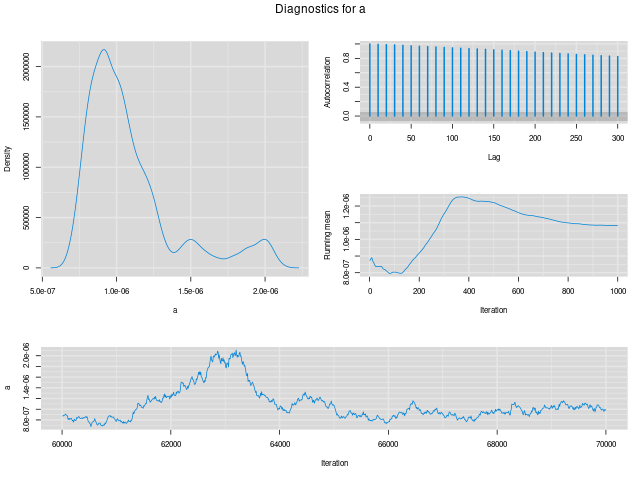 Diagnostics for a
Density
0
500000
1000000
1500000
2000000
5.0e-07 1.0e-06 1.5e-06 2.0e-06
a
Autocorrelation
0.0 0.4 0.8
0 50 100 150 200 250 300
Lag
Running mean
8.0e-07 1.0e-06 1.2e-06
0 200 400 600 800 1000
Iteration
a
8.0e-07 1.4e-06 2.0e-06
60000 62000 64000 66000 68000 70000
Iteration